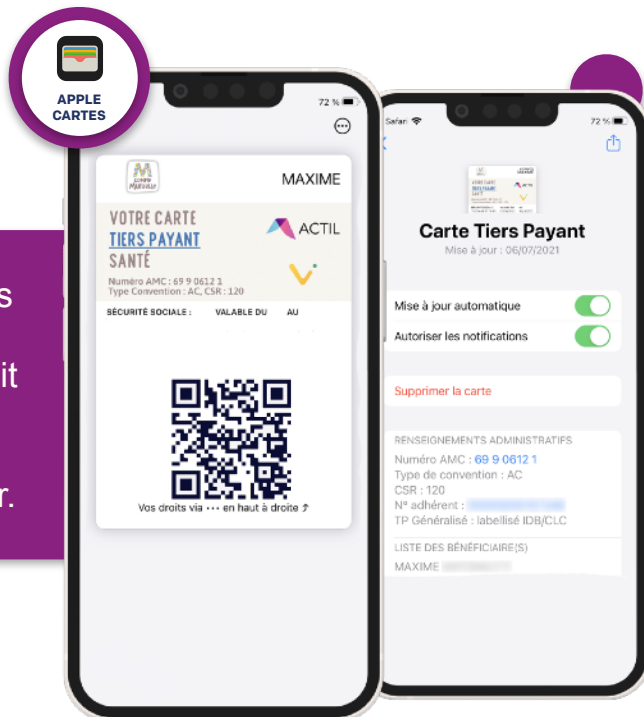 APPLE
CARTES
s
it
r.
72 %
MAXIME
VOTRE CARTE
TIERS PAYANT
SANTÉ
ACTIL
Numéro AMC : 69 9 0612 1
Type Convention : AC, CSR : 120
SÉCURITÉ SOCIALE : VALABLE DU AU
Vos droits via ••• en haut à droite ⤴
Safari 72 %
Carte Tiers Payant
Mise à jour : 06/07/2021
Mise à jour automatique
Autoriser les notifications
Supprimer la carte
RENSEIGNEMENTS ADMINISTRATIFS
Numéro AMC : 69 9 0612 1
Type de convention : AC
CSR : 120
N° adhérent :
TP Généralisé : labellisé IDB/CLC
LISTE DES BÉNÉFICIAIRE(S)
MAXIME